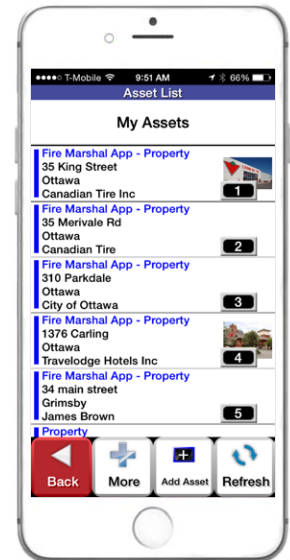 T-Mobile 9:51 AM 66%
Asset List
My Assets
Fire Marshal App - Property
35 King Street
Ottawa
Canadian Tire Inc
1
Fire Marshal App - Property
35 Merivale Rd
Ottawa
Canadian Tire
2
Fire Marshal App - Property
310 Parkdale
Ottawa
City of Ottawa
3
Fire Marshal App - Property
1376 Carling
Ottawa
Travelodge Hotels Inc
4
Fire Marshal App - Property
34 main street
Grimsby
James Brown
5
Property
Back More Add Asset Refresh